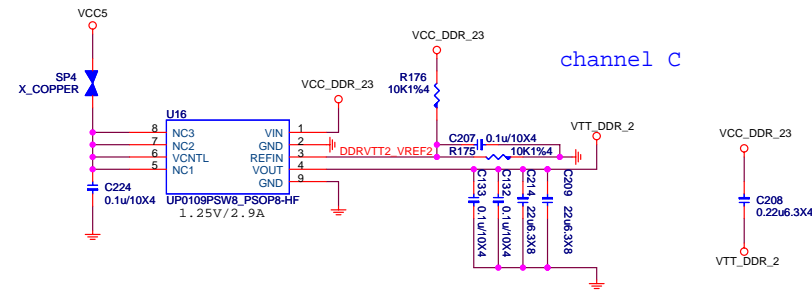 VCC5
VCC_DDR_23
channel C
SP4
X_COPPER
VCC_DDR_23
R176
10K1%4
U16
8 NC3 VIN 1
7 NC2 GND 2
6 VCNTL REFIN 3
5 NC1 VOUT 4
GND 9
UP0109PSW8_PSOP8-HF
1.25V/2.9A
C224
0.1u/10X4
C207 0.1u/10X4
DDRVTT2_VREF2
R175 10K1%4
VTT_DDR_2
C133 0.1u/10X4
C132 0.1u/10X4
C214 22u6.3X8
C209 22u6.3X8
VCC_DDR_23
C208
0.22u6.3X4
VTT_DDR_2